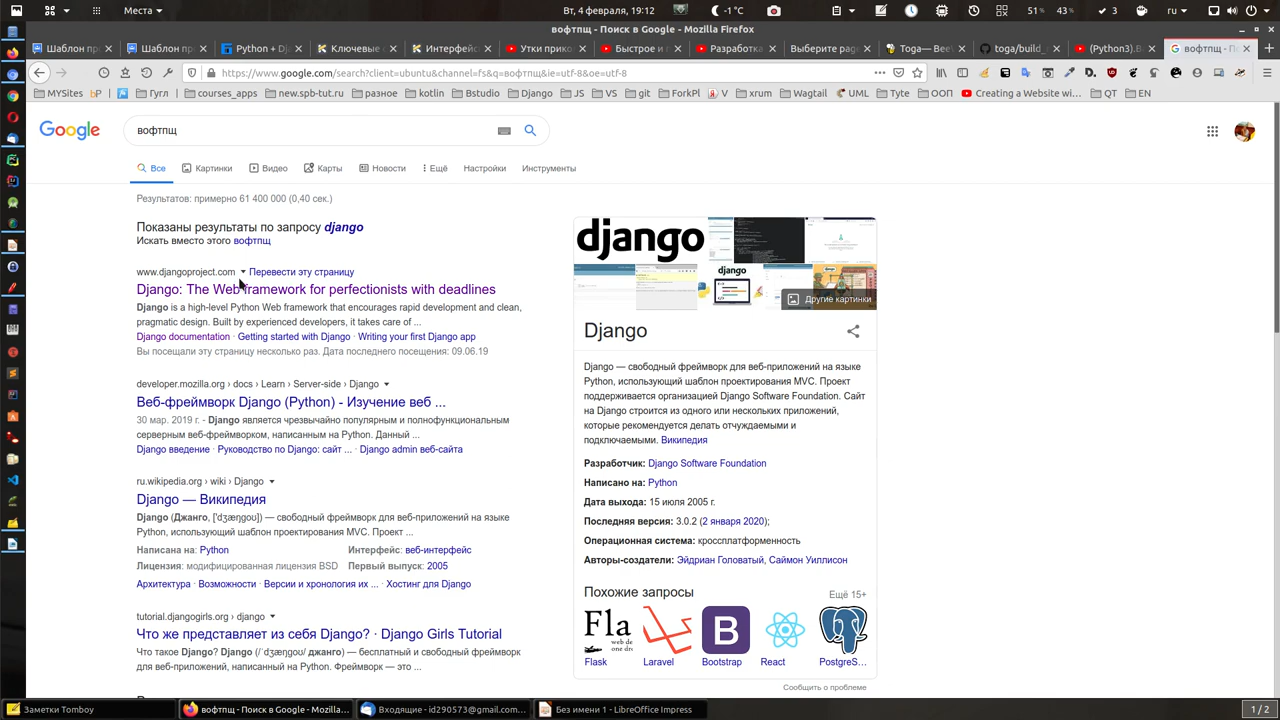 Места
Вт, 4 февраля, 19:12
1 °C
51%
43%
ru
вофтпщ - Поиск в Google - Mozilla Firefox
Шаблон пр
Шаблон п
Python + Dj
Ключевые
Интерфейс
Утки прито
Быстрое и г
Разработка
Выберите раде
Toga— Beew
toga/build_
(Python3).Би
вофтпщ - П
https://www.google.com/search?client=ubuntu&channel=fs&q=вофтпщ&ie=utf-8&oe=utf-8
MYSites
bP
Гугл
courses_apps
new.spb-tut.ru
разное
kotlin
Bstudio
Django
JS
VS
git
ForkPl
V
xrum
Wagtail
UML
Tyte
ООП
Creating a Website wi…
QT
EN
Google
вофтпщ
Все
Картинки
Видео
Карты
Новости
Ещё
Настройки
Инструменты
Результатов: примерно 61 400 000 (0,40 сек.)
Показаны результаты по запросу django
Искать вместо этого вофтпщ
www.djangoproject.com
Перевести эту страницу
Django: The Web framework for perfectionists with deadlines
Django is a high-level Python Web framework that encourages rapid development and clean,
pragmatic design. Built by experienced developers, it takes care of ...
Django documentation · Getting started with Django · Writing your first Django app
Вы посещали эту страницу несколько раз. Дата последнего посещения: 09.06.19
developer.mozilla.org › docs › Learn › Server-side › Django
Веб-фреймворк Django (Python) - Изучение веб ...
30 мар. 2019 г. - Django является чрезвычайно популярным и полнофункциональным
серверным веб-фреймворком, написанным на Python. Данный ...
Django введение · Руководство по Django: сайт ... · Django admin веб-сайта
ru.wikipedia.org › wiki › Django
Django — Википедия
Django (Джанго, ['dʒæŋgoʊ]) — свободный фреймворк для веб-приложений на языке
Python, использующий шаблон проектирования MVC. Проект ...
Написана на: Python
Интерфейс: веб-интерфейс
Лицензия: модифицированная лицензия BSD
Первый выпуск: 2005
Архитектура · Возможности · Версии и хронология их ... · Хостинг для Django
tutorial.djangogirls.org › django
Что же представляет из себя Django? · Django Girls Tutorial
Что такое Django? Django (/ˈdʒæŋgoʊ/ джанго) — бесплатный и свободный фреймворк
для веб-приложений, написанный на Python. Фреймворк — это ...
django
django
Другие картинки
Django
Django — свободный фреймворк для веб-приложений на языке
Python, использующий шаблон проектирования MVC. Проект
поддерживается организацией Django Software Foundation. Сайт
на Django строится из одного или нескольких приложений,
которые рекомендуется делать отчуждаемыми и
подключаемыми. Википедия
Разработчик: Django Software Foundation
Написано на: Python
Дата выхода: 15 июля 2005 г.
Последняя версия: 3.0.2 (2 января 2020);
Операционная система: кроссплатформенность
Авторы-создатели: Эйдриан Головатый, Саймон Уиллисон
Похожие запросы
Ещё 15+
Fla
web de
one dro
B
Flask
Laravel
Bootstrap
React
PostgreS...
Сообщить о проблеме
Заметки Tomboy
вофтпщ - Поиск в Google - Mozilla...
Входящие - id290573@gmail.com...
Без имени 1 - LibreOffice Impress
1 / 2